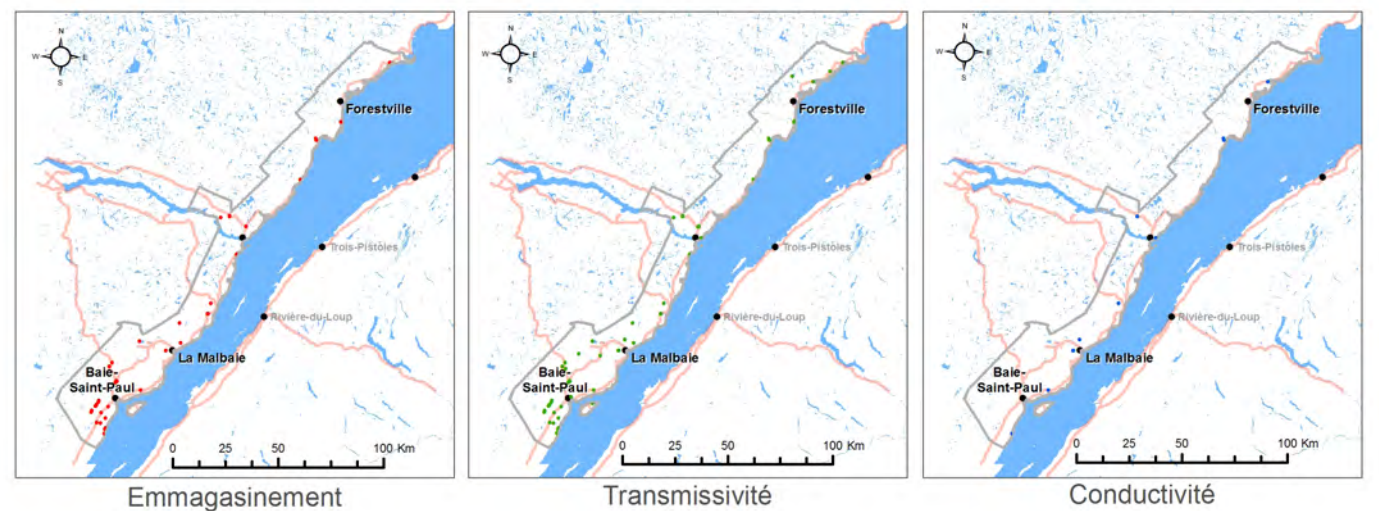 N
W E
S
Forestville
Trois-Pistoles
Rivière-du-Loup
La Malbaie
Baie-
Saint-Paul
0 25 50 100 Km
Emmagasinement
N
W E
S
Forestville
Trois-Pistoles
Rivière-du-Loup
La Malbaie
Baie-
Saint-Paul
0 25 50 100 Km
Transmissivité
N
W E
S
Forestville
Trois-Pistoles
Rivière-du-Loup
La Malbaie
Baie-
Saint-Paul
0 25 50 100 Km
Conductivité